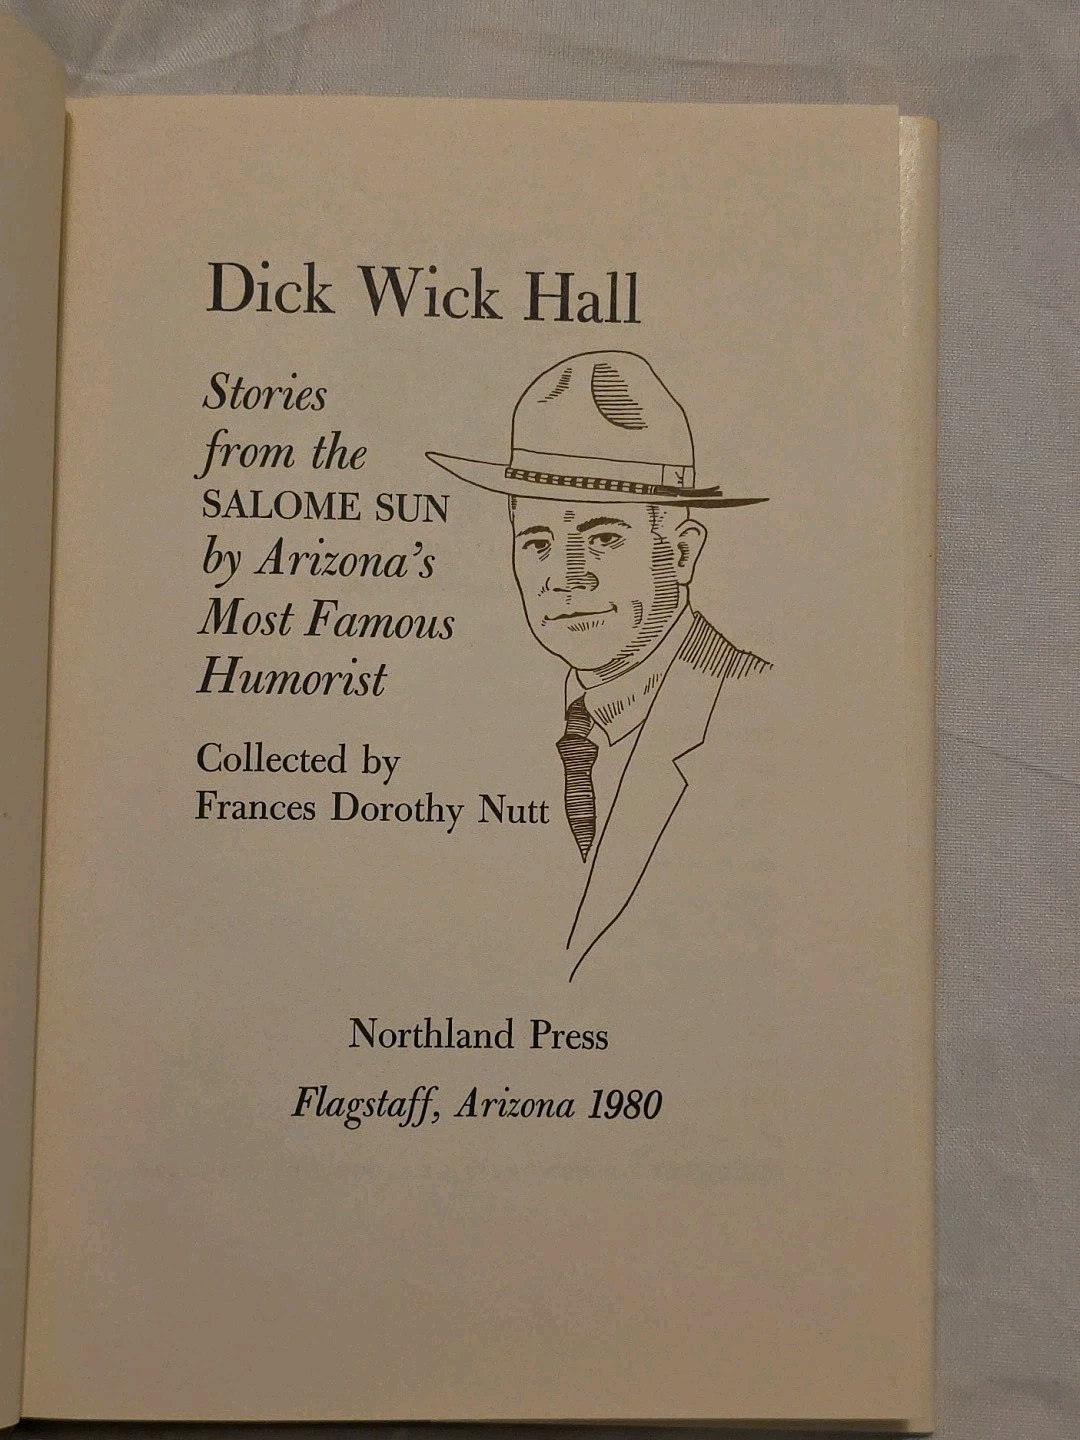 Dick Wick Hall
Stories
from the
SALOME SUN
by Arizona's
Most Famous
Humorist
Collected by
Frances Dorothy Nutt
Northland Press
Flagstaff, Arizona 1980